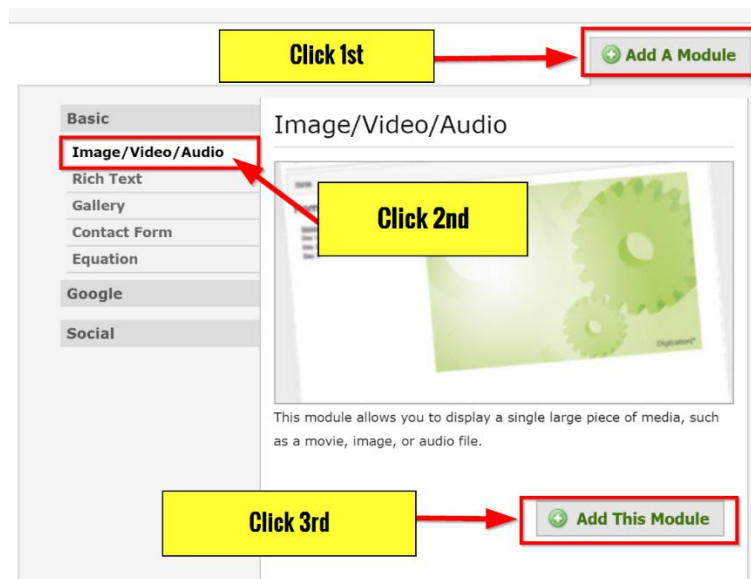 Click 1st
Add A Module
Basic
Image/Video/Audio
Rich Text
Gallery
Contact Form
Equation
Google
Social
Image/Video/Audio
Click 2nd
This module allows you to display a single large piece of media, such
as a movie, image, or audio file.
Click 3rd
Add This Module